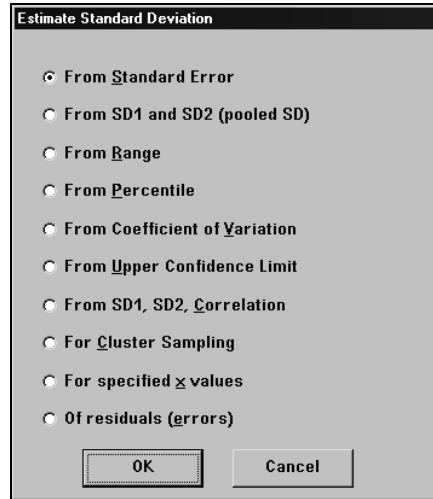 Estimate Standard Deviation
From Standard Error
From SD1 and SD2 (pooled SD)
From Range
From Percentile
From Coefficient of Variation
From Upper Confidence Limit
From SD1, SD2, Correlation
For Cluster Sampling
For specified x values
Of residuals (errors)
OK
Cancel